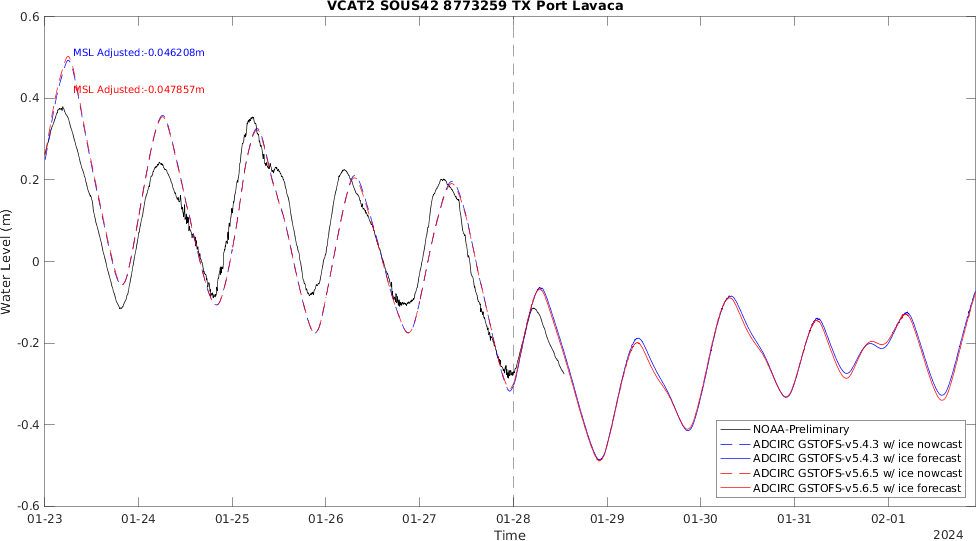 VCAT2 SOUS42 8773259 TX Port Lavaca
0.6
MSL Adjusted:-0.046208m
MSL Adjusted:-0.047857m
0.4
0.2
0
-0.2
-0.4
-0.6
Water Level (m)
NOAA-Preliminary
ADCIRC GSTOFS-v5.4.3 w/ ice nowcast
ADCIRC GSTOFS-v5.4.3 w/ ice forecast
ADCIRC GSTOFS-v5.6.5 w/ ice nowcast
ADCIRC GSTOFS-v5.6.5 w/ ice forecast
01-23 01-24 01-25 01-26 01-27 01-28 01-29 01-30 01-31 02-01
Time
2024